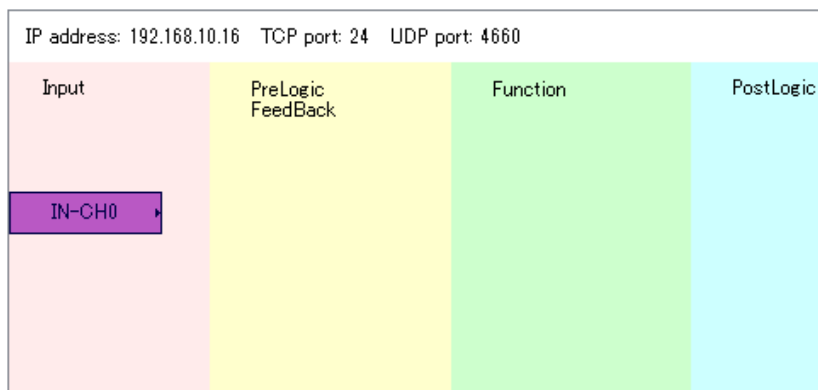 IP address: 192.168.10.16 TCP port: 24 UDP port: 4660
Input
PreLogic
FeedBack
Function
PostLogic
IN-CH0